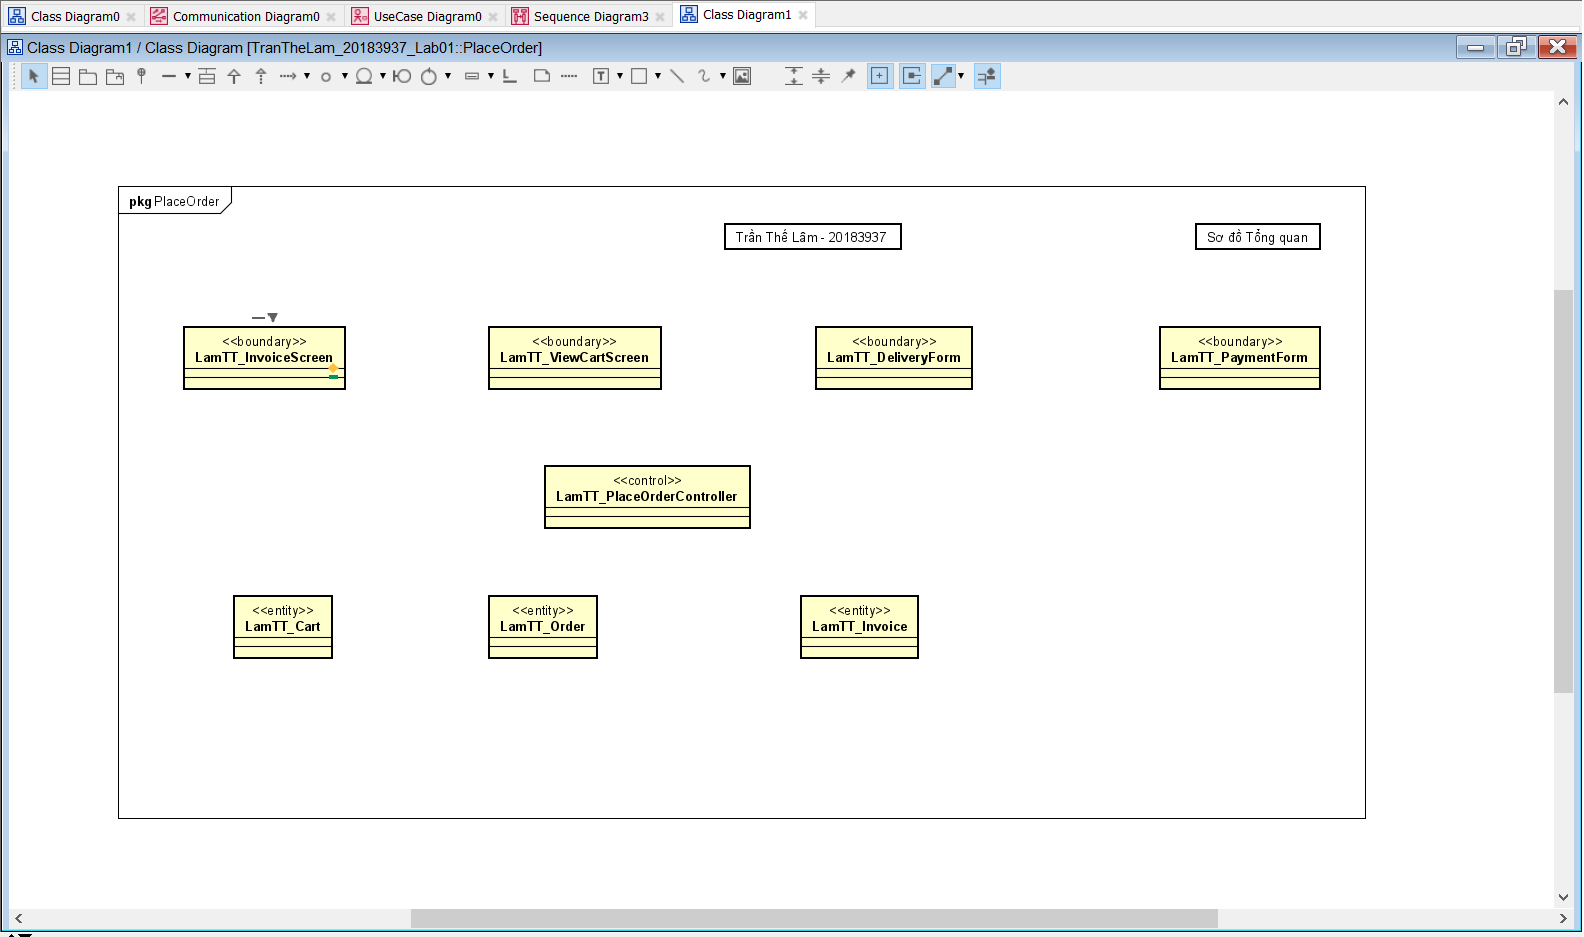 Class Diagram0
Communication Diagram0
UseCase Diagram0
Sequence Diagram3
Class Diagram1
Class Diagram1 / Class Diagram [TranTheLam_20183937_Lab01::PlaceOrder]
pkg PlaceOrder
Trần Thế Lâm - 20183937
Sơ đồ Tổng quan
<<boundary>>
LamTT_InvoiceScreen
<<boundary>>
LamTT_ViewCartScreen
<<boundary>>
LamTT_DeliveryForm
<<boundary>>
LamTT_PaymentForm
<<control>>
LamTT_PlaceOrderController
<<entity>>
LamTT_Cart
<<entity>>
LamTT_Order
<<entity>>
LamTT_Invoice